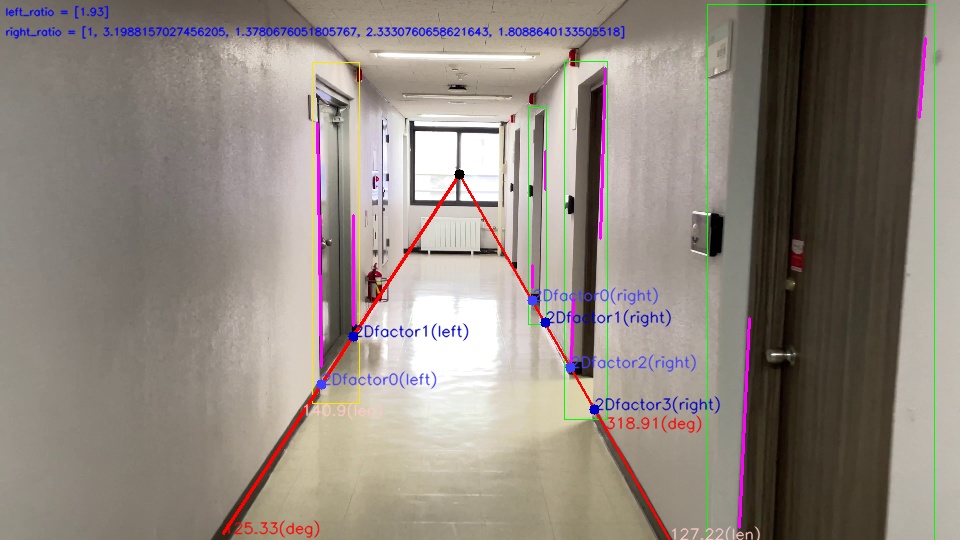 left_ratio = [1.93]
right_ratio = [1, 3.1988157027456205, 1.3780676051805767, 2.3330760658621643, 1.8088640133505518]
2Dfactor0(right)
2Dfactor1(right)
2Dfactor1(left)
2Dfactor2(right)
2Dfactor0(left)
2Dfactor3(right)
140.9(len)
318.91(deg)
125.33(deg)
127.22(len)